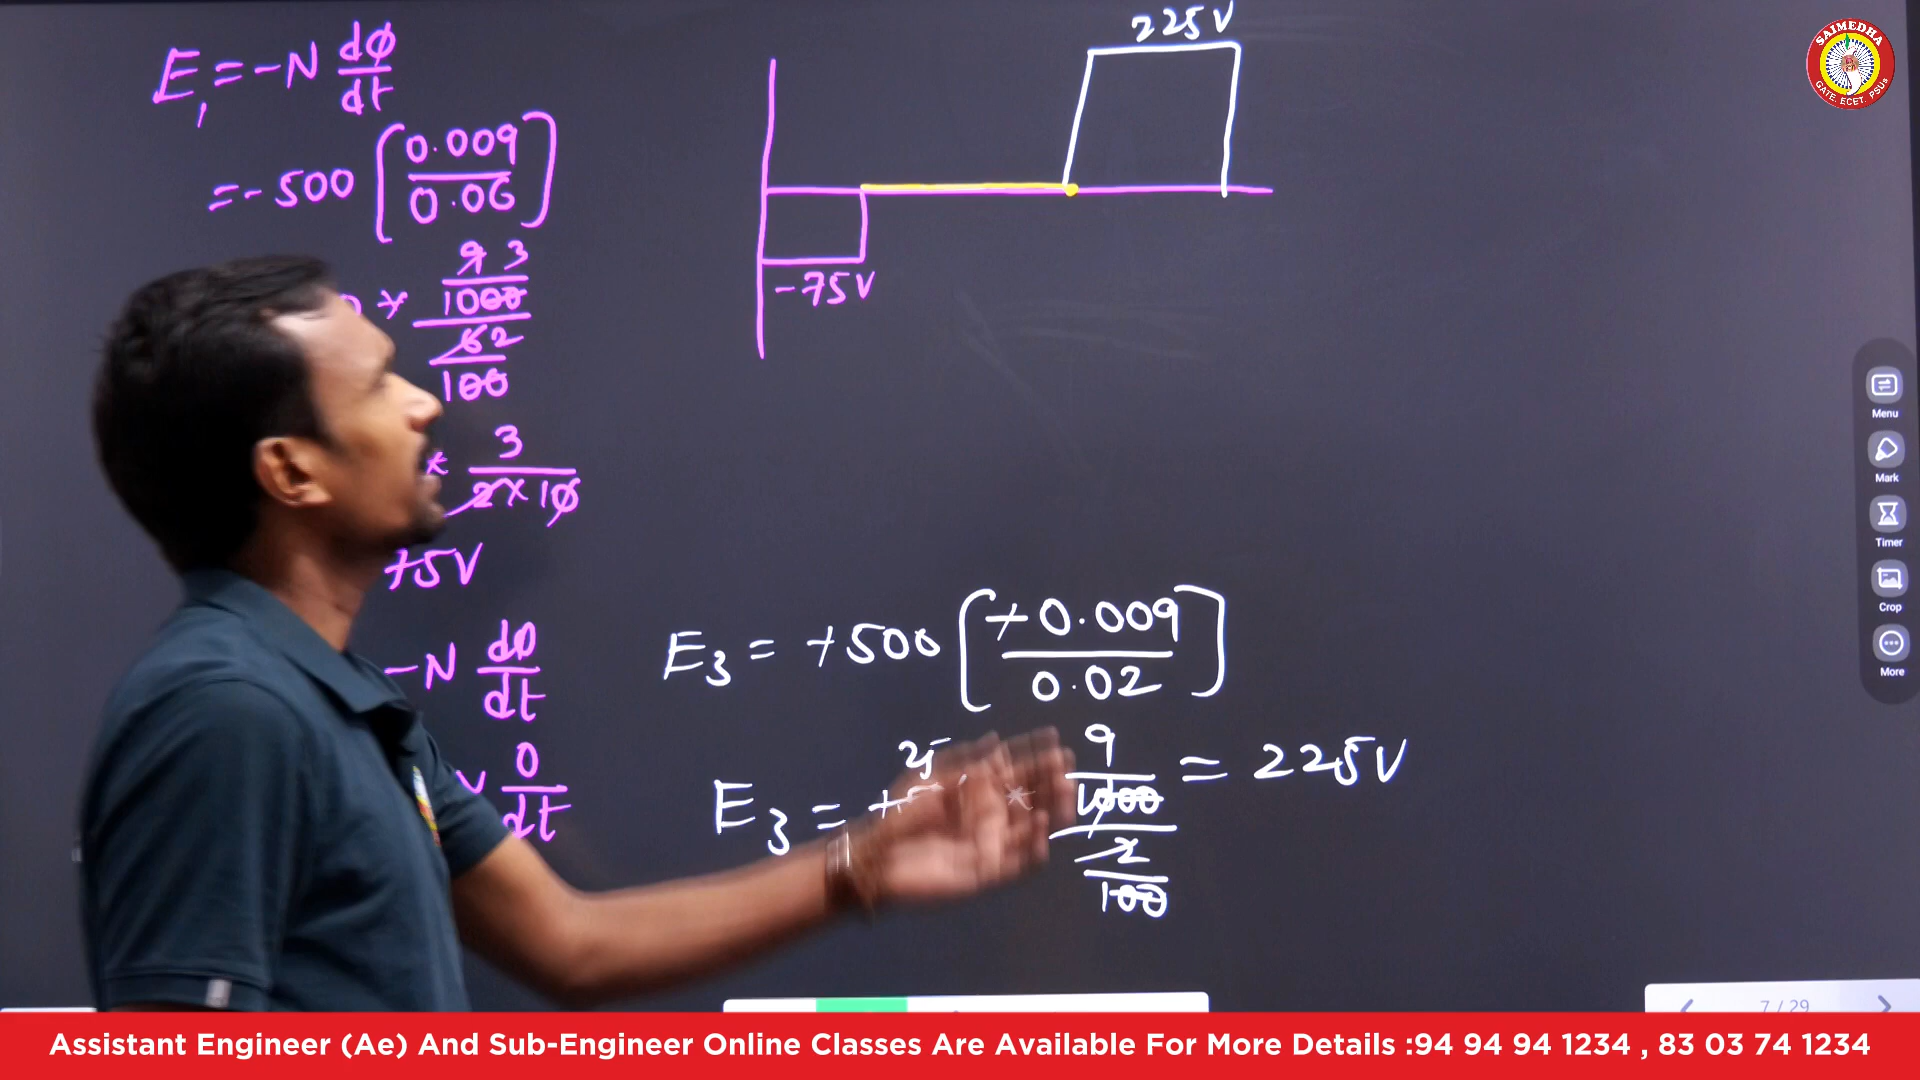 E₁ = -N dφ/dt
= -500 [0.009/0.06]
* 9 3/1000
62/100
* 3/2×10
+5V
-N dφ/dt
0/dt
225V
-75V
E₃ = +500 [+0.009/0.02]
25
E₃ = + * 9/1000 / 2/100 = 225V
SAIMEDHA
GATE. ECET. PSUs
Menu
Mark
Timer
Crop
More
7 / 29
Assistant Engineer (Ae) And Sub-Engineer Online Classes Are Available For More Details :94 94 94 1234 , 83 03 74 1234